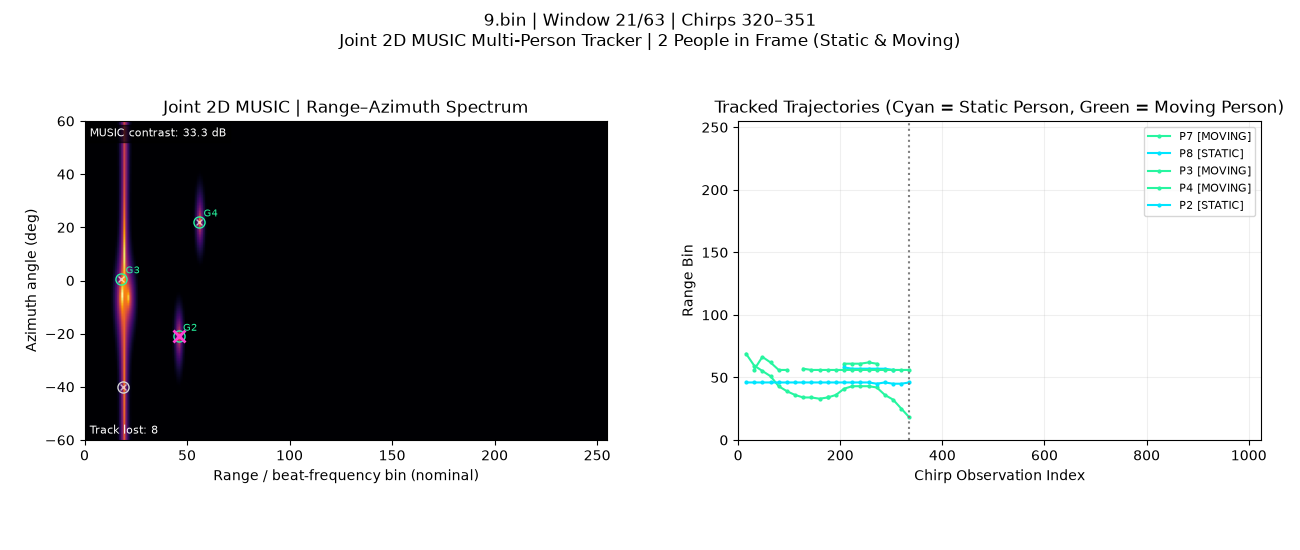 9.bin | Window 21/63 | Chirps 320–351
Joint 2D MUSIC Multi-Person Tracker | 2 People in Frame (Static & Moving)
Joint 2D MUSIC | Range–Azimuth Spectrum
MUSIC contrast: 33.3 dB
G4
G3
G2
Track lost: 8
60
40
20
0
−20
−40
−60
Azimuth angle (deg)
0 50 100 150 200 250
Range / beat-frequency bin (nominal)
Tracked Trajectories (Cyan = Static Person, Green = Moving Person)
P7 [MOVING]
P8 [STATIC]
P3 [MOVING]
P4 [MOVING]
P2 [STATIC]
250
200
150
100
50
0
Range Bin
0 200 400 600 800 1000
Chirp Observation Index